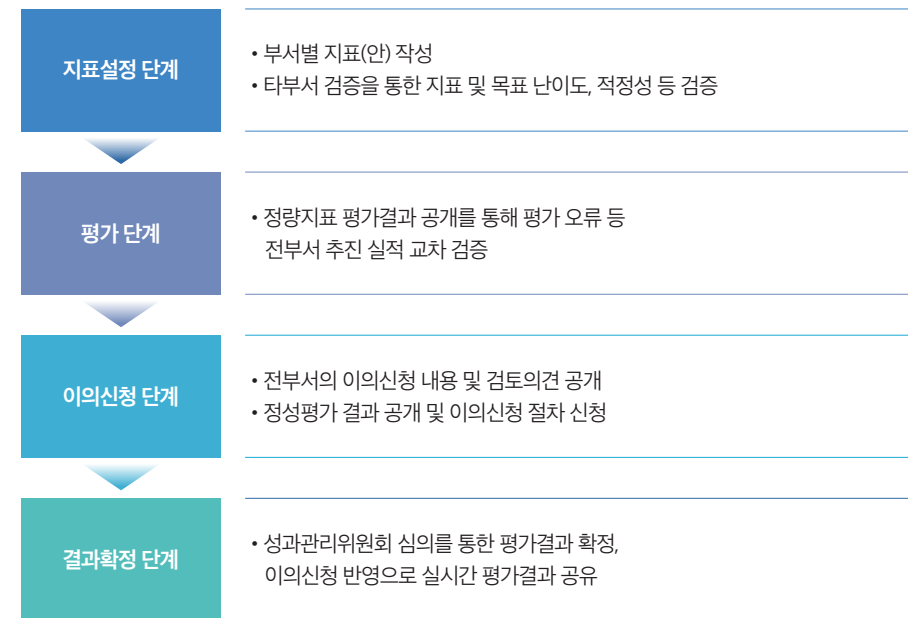 지표설정 단계
• 부서별 지표(안) 작성
• 타부서 검증을 통한 지표 및 목표 난이도, 적정성 등 검증
평가 단계
• 정량지표 평가결과 공개를 통해 평가 오류 등
전부서 추진 실적 교차 검증
이의신청 단계
• 전부서의 이의신청 내용 및 검토의견 공개
• 정성평가 결과 공개 및 이의신청 절차 신청
결과확정 단계
• 성과관리위원회 심의를 통한 평가결과 확정,
이의신청 반영으로 실시간 평가결과 공유